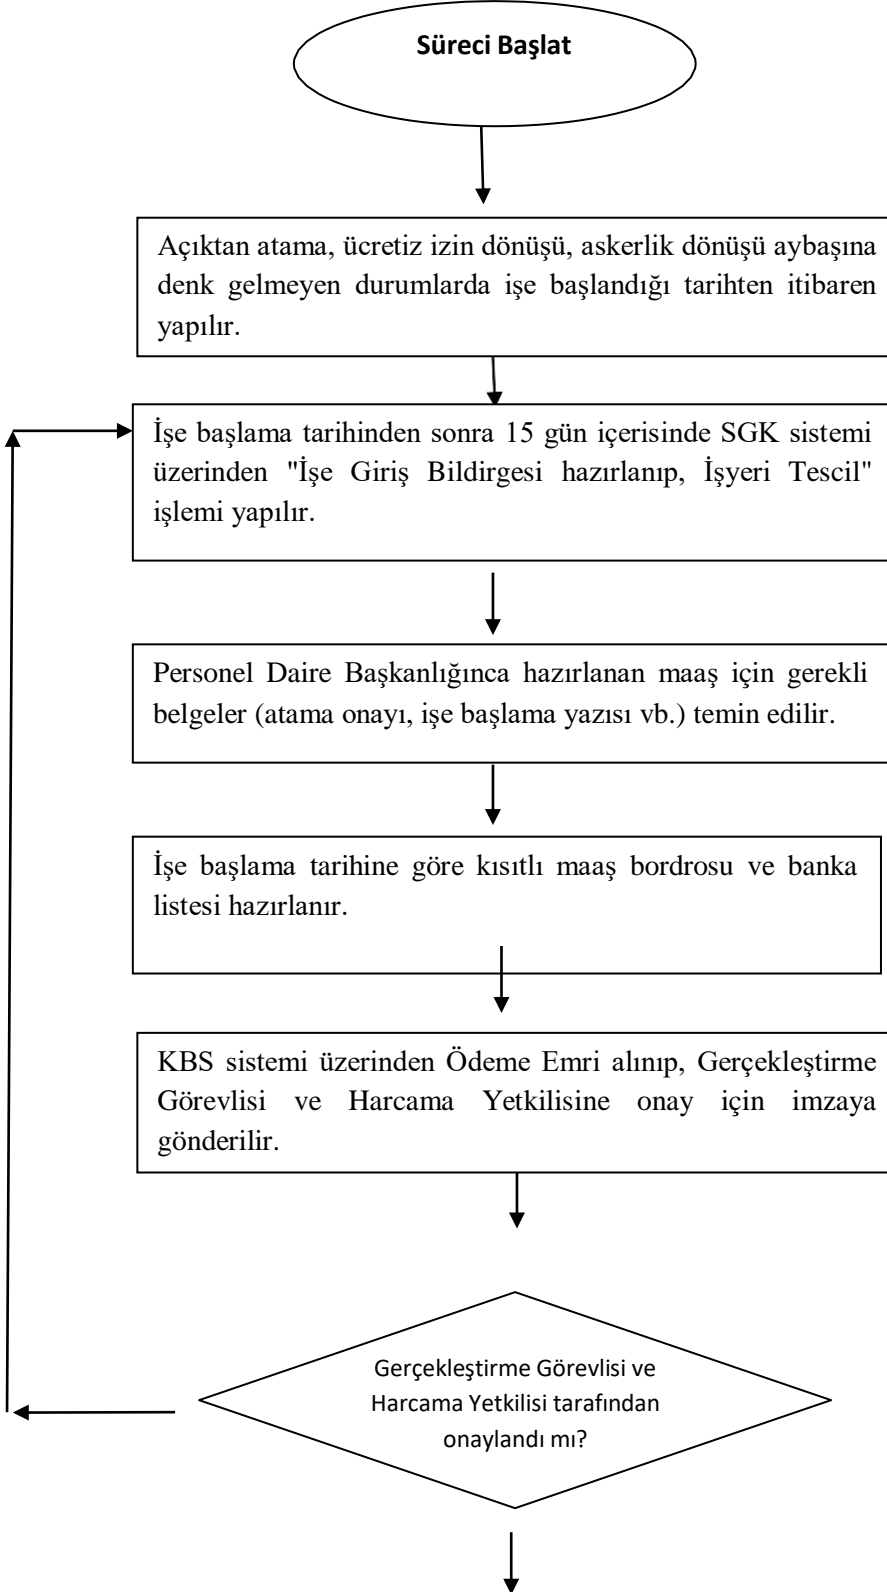 Süreci Başlat
Açıktan atama, ücretiz izin dönüşü, askerlik dönüşü aybaşına
denk gelmeyen durumlarda işe başlandığı tarihten itibaren
yapılır.
İşe başlama tarihinden sonra 15 gün içerisinde SGK sistemi
üzerinden "İşe Giriş Bildirgesi hazırlanıp, İşyeri Tescil"
işlemi yapılır.
Personel Daire Başkanlığınca hazırlanan maaş için gerekli
belgeler (atama onayı, işe başlama yazısı vb.) temin edilir.
İşe başlama tarihine göre kısıtlı maaş bordrosu ve banka
listesi hazırlanır.
KBS sistemi üzerinden Ödeme Emri alınıp, Gerçekleştirme
Görevlisi ve Harcama Yetkilisine onay için imzaya
gönderilir.
Gerçekleştirme Görevlisi ve
Harcama Yetkilisi tarafından
onaylandı mı?